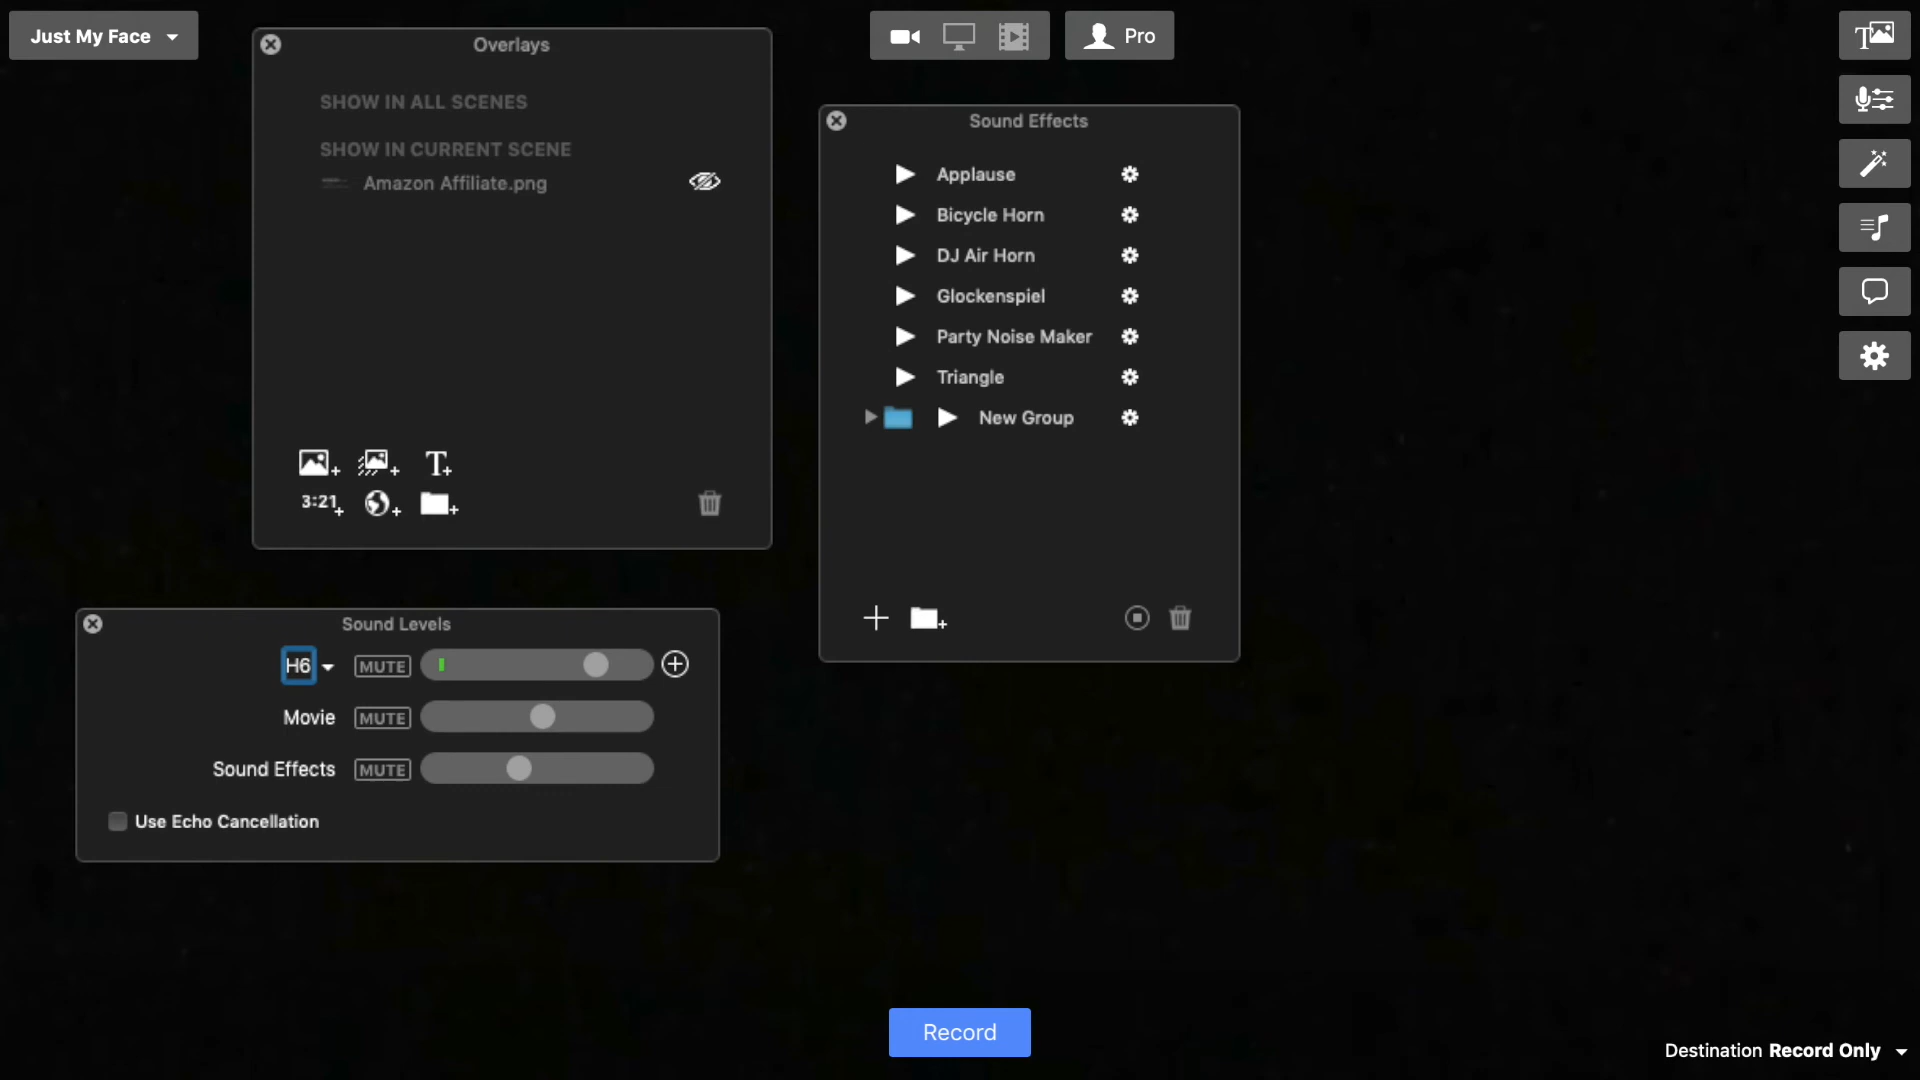 Just My Face
Overlays
SHOW IN ALL SCENES
SHOW IN CURRENT SCENE
Amazon Affiliate.png
3:21
Pro
Sound Effects
Applause
Bicycle Horn
DJ Air Horn
Glockenspiel
Party Noise Maker
Triangle
New Group
Sound Levels
H6 MUTE
Movie MUTE
Sound Effects MUTE
Use Echo Cancellation
Record
Destination Record Only